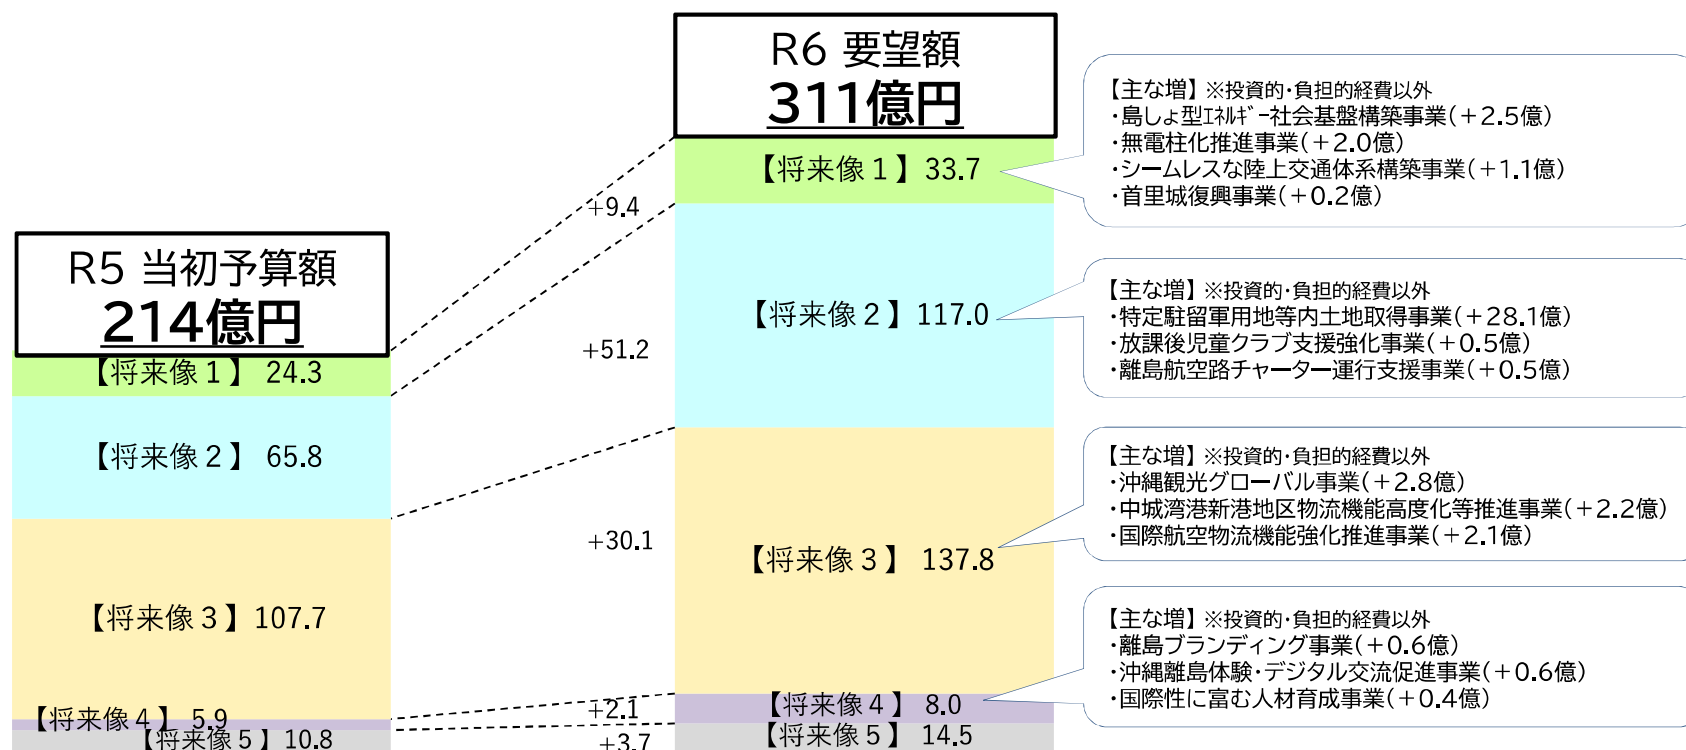 R5 当初予算額
214億円
【将来像１】 24.3
【将来像２】 65.8
【将来像３】107.7
【将来像４】 5.9
【将来像５】10.8
+9.4
+51.2
+30.1
+2.1
+3.7
R6 要望額
311億円
【将来像１】33.7
【将来像２】117.0
【将来像３】 137.8
【将来像４】 8.0
【将来像５】 14.5
【主な増】※投資的・負担的経費以外
・島しょ型ｴﾈﾙｷﾞｰ社会基盤構築事業(＋2.5億)
・無電柱化推進事業(＋2.0億)
・シームレスな陸上交通体系構築事業(＋1.1億)
・首里城復興事業(＋0.2億)
【主な増】※投資的・負担的経費以外
・特定駐留軍用地等内土地取得事業(＋28.1億)
・放課後児童クラブ支援強化事業(＋0.5億)
・離島航空路チャーター運行支援事業(＋0.5億)
【主な増】※投資的・負担的経費以外
・沖縄観光グローバル事業(＋2.8億)
・中城湾港新港地区物流機能高度化等推進事業(＋2.2億)
・国際航空物流機能強化推進事業(＋2.1億)
【主な増】※投資的・負担的経費以外
・離島ブランディング事業(＋0.6億)
・沖縄離島体験・デジタル交流促進事業(＋0.6億)
・国際性に富む人材育成事業(＋0.4億)